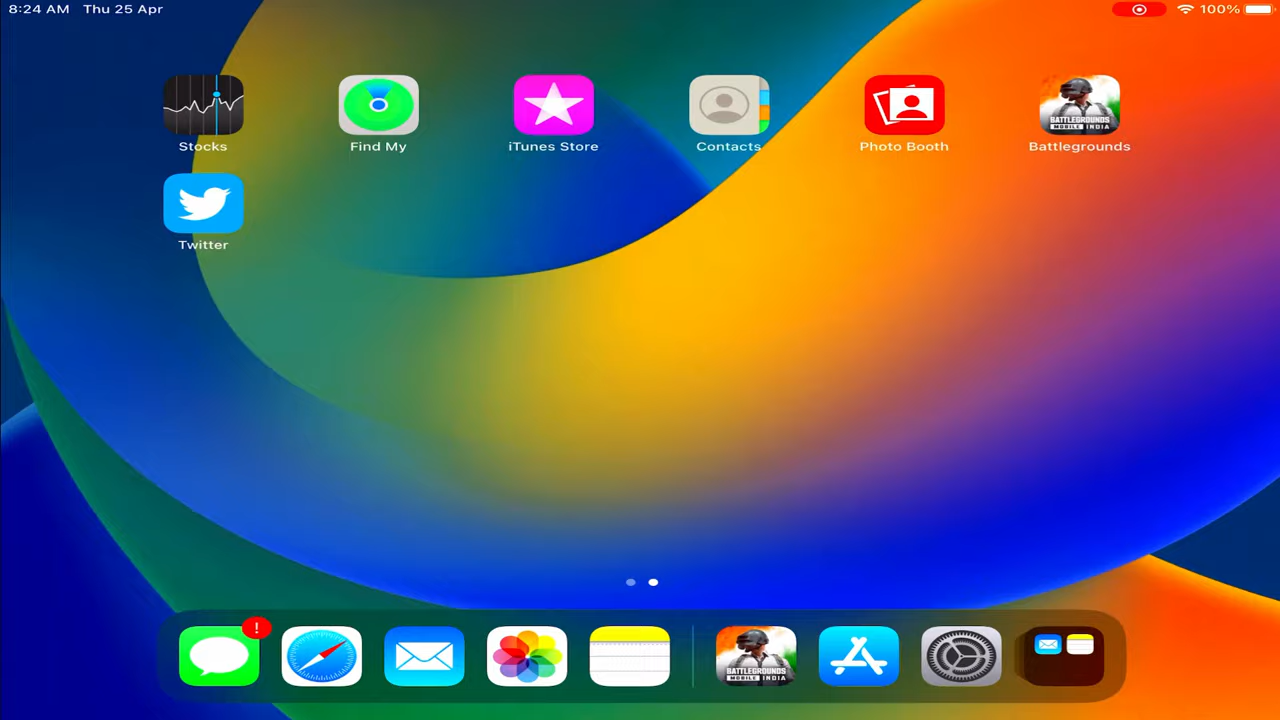 8:24 AM Thu 25 Apr 100%
Stocks Find My iTunes Store Contacts Photo Booth Battlegrounds
BATTLEGROUNDS
MOBILE INDIA
Twitter
!
BATTLEGROUNDS
MOBILE INDIA